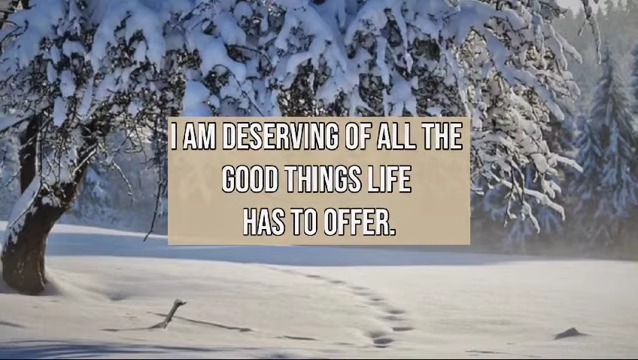 I AM DESERVING OF ALL THE
GOOD THINGS LIFE
HAS TO OFFER.